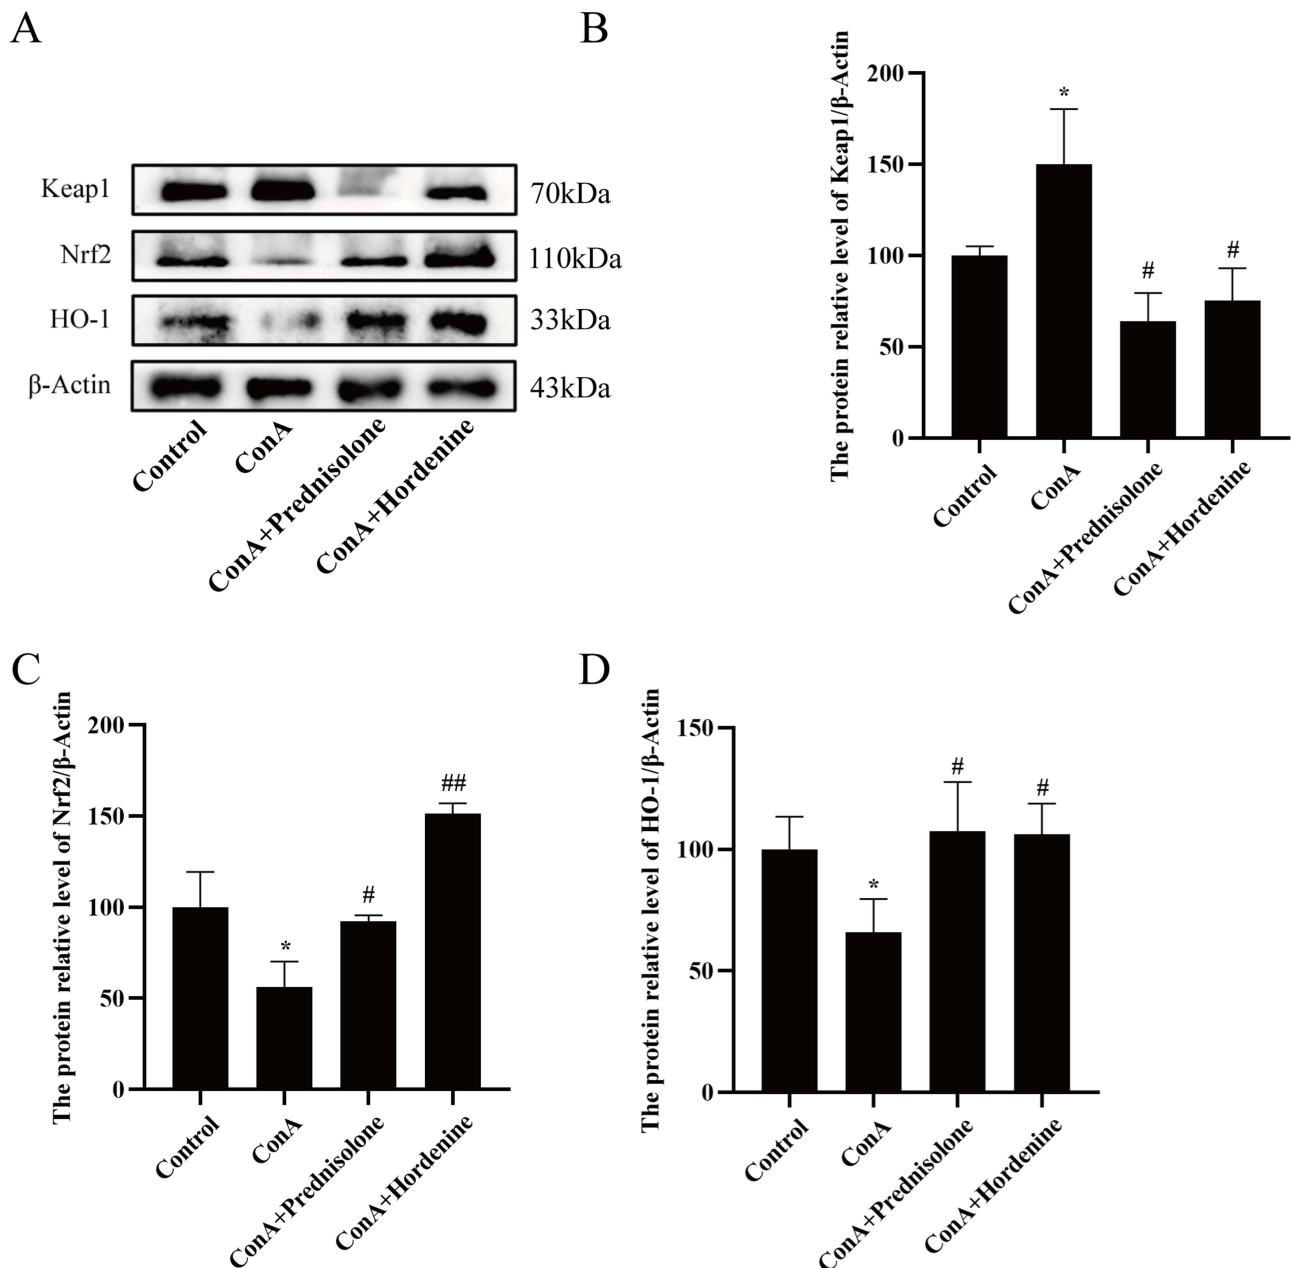 A
Keap1 70kDa
Nrf2 110kDa
HO-1 33kDa
β-Actin 43kDa
Control
ConA
ConA+Prednisolone
ConA+Hordenine
B
The protein relative level of Keap1/β-Actin
200
*
150
100
#
#
50
0
Control
ConA
ConA+Prednisolone
ConA+Hordenine
C
The protein relative level of Nrf2/β-Actin
200
##
150
100
#
*
50
0
Control
ConA
ConA+Prednisolone
ConA+Hordenine
D
The protein relative level of HO-1/β-Actin
150
#
#
100
*
50
0
Control
ConA
ConA+Prednisolone
ConA+Hordenine